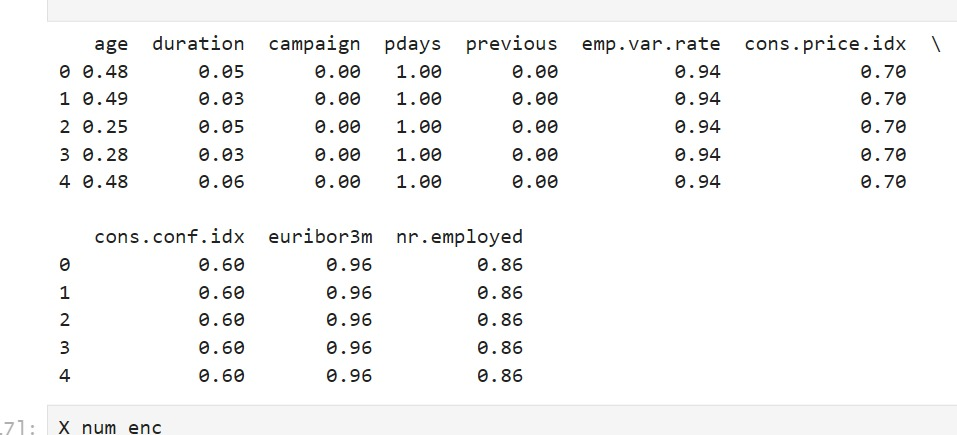 age duration campaign pdays previous emp.var.rate cons.price.idx \
0 0.48 0.05 0.00 1.00 0.00 0.94 0.70
1 0.49 0.03 0.00 1.00 0.00 0.94 0.70
2 0.25 0.05 0.00 1.00 0.00 0.94 0.70
3 0.28 0.03 0.00 1.00 0.00 0.94 0.70
4 0.48 0.06 0.00 1.00 0.00 0.94 0.70
cons.conf.idx euribor3m nr.employed
0 0.60 0.96 0.86
1 0.60 0.96 0.86
2 0.60 0.96 0.86
3 0.60 0.96 0.86
4 0.60 0.96 0.86
7]: X num enc